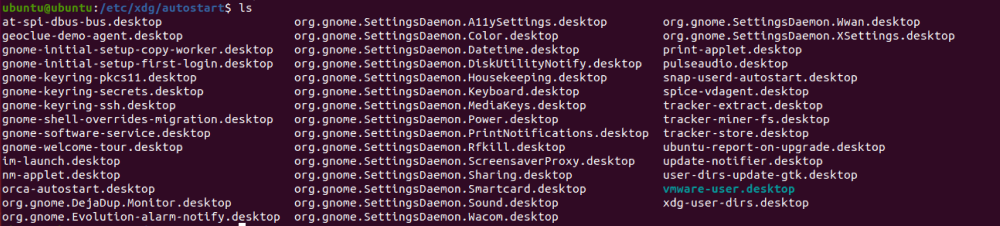 ubuntu@ubuntu:/etc/xdg/autostart$ ls
at-spi-dbus-bus.desktop org.gnome.SettingsDaemon.A11ySettings.desktop org.gnome.SettingsDaemon.Wwan.desktop
geoclue-demo-agent.desktop org.gnome.SettingsDaemon.Color.desktop org.gnome.SettingsDaemon.XSettings.desktop
gnome-initial-setup-copy-worker.desktop org.gnome.SettingsDaemon.Datetime.desktop print-applet.desktop
gnome-initial-setup-first-login.desktop org.gnome.SettingsDaemon.DiskUtilityNotify.desktop pulseaudio.desktop
gnome-keyring-pkcs11.desktop org.gnome.SettingsDaemon.Housekeeping.desktop snap-userd-autostart.desktop
gnome-keyring-secrets.desktop org.gnome.SettingsDaemon.Keyboard.desktop spice-vdagent.desktop
gnome-keyring-ssh.desktop org.gnome.SettingsDaemon.MediaKeys.desktop tracker-extract.desktop
gnome-shell-overrides-migration.desktop org.gnome.SettingsDaemon.Power.desktop tracker-miner-fs.desktop
gnome-software-service.desktop org.gnome.SettingsDaemon.PrintNotifications.desktop tracker-store.desktop
gnome-welcome-tour.desktop org.gnome.SettingsDaemon.Rfkill.desktop ubuntu-report-on-upgrade.desktop
im-launch.desktop org.gnome.SettingsDaemon.ScreensaverProxy.desktop update-notifier.desktop
nm-applet.desktop org.gnome.SettingsDaemon.Sharing.desktop user-dirs-update-gtk.desktop
orca-autostart.desktop org.gnome.SettingsDaemon.Smartcard.desktop vmware-user.desktop
org.gnome.DejaDup.Monitor.desktop org.gnome.SettingsDaemon.Sound.desktop xdg-user-dirs.desktop
org.gnome.Evolution-alarm-notify.desktop org.gnome.SettingsDaemon.Wacom.desktop